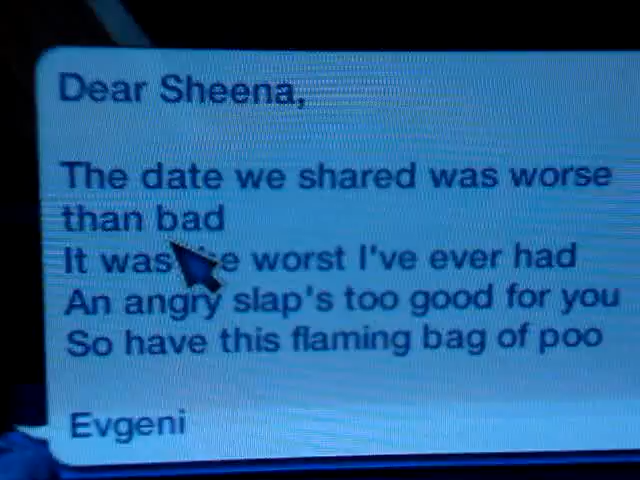 Dear Sheena,
The date we shared was worse
than bad
It was worst I've ever had
An angry slap's too good for you
So have this flaming bag of poo
Evgeni